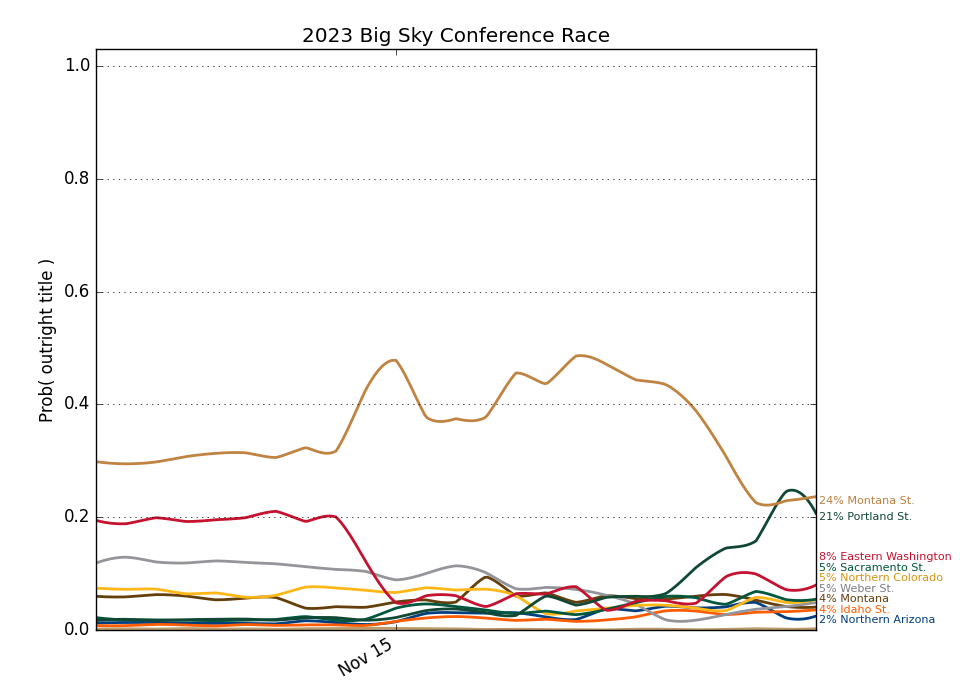 2023 Big Sky Conference Race
Prob( outright title )
1.0
0.8
0.6
0.4
0.2
0.0
Nov 15
24% Montana St.
21% Portland St.
8% Eastern Washington
5% Sacramento St.
5% Northern Colorado
5% Weber St.
4% Montana
4% Idaho St.
2% Northern Arizona